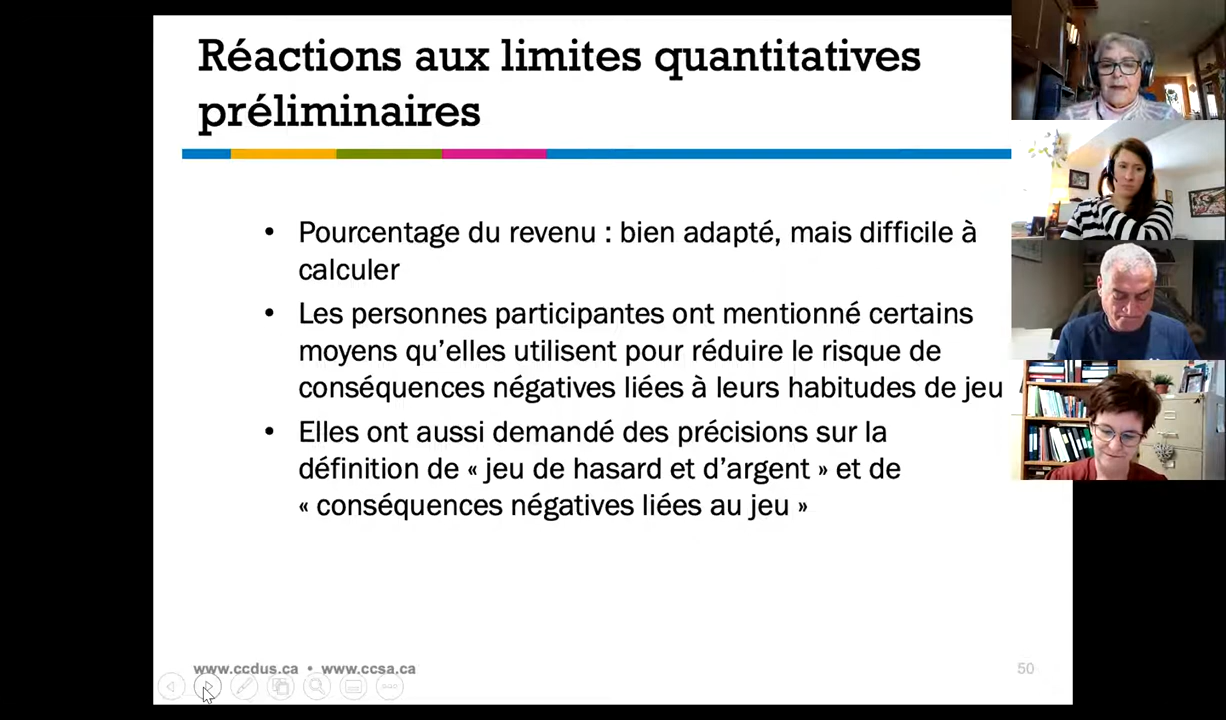 Réactions aux limites quantitatives
préliminaires
• Pourcentage du revenu : bien adapté, mais difficile à
calculer
• Les personnes participantes ont mentionné certains
moyens qu’elles utilisent pour réduire le risque de
conséquences négatives liées à leurs habitudes de jeu
• Elles ont aussi demandé des précisions sur la
définition de « jeu de hasard et d’argent » et de
« conséquences négatives liées au jeu »
www.ccdus.ca • www.ccsa.ca
50